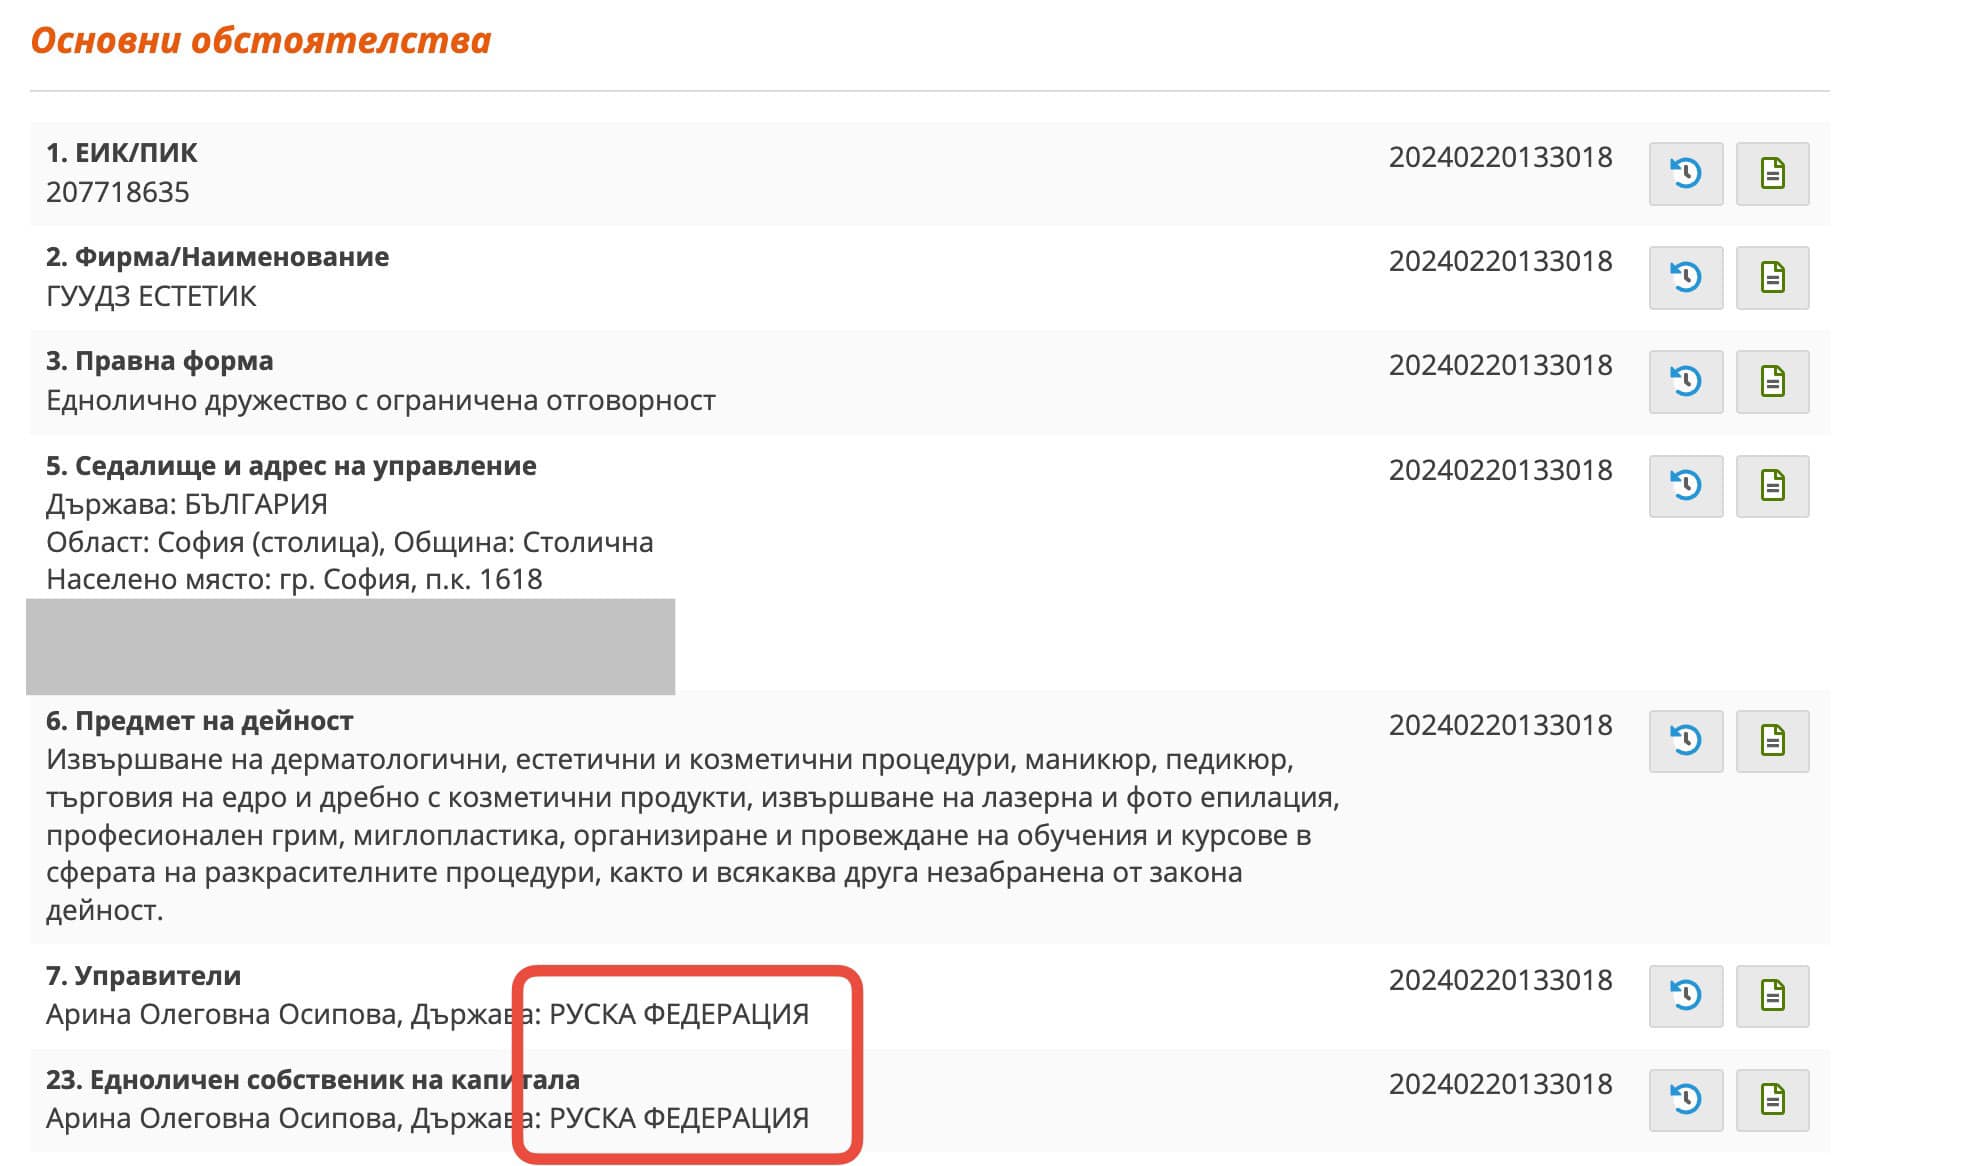 Основни обстоятелства
1. ЕИК/ПИК
20240220133018
207718635
2. Фирма/Наименование
20240220133018
ГУУДЗ ЕСТЕТИК
3. Правна форма
20240220133018
Еднолично дружество с ограничена отговорност
5. Седалище и адрес на управление
20240220133018
Държава: БЪЛГАРИЯ
Област: София (столица), Община: Столична
Населено място: гр. София, п.к. 1618
6. Предмет на дейност
20240220133018
Извършване на дерматологични, естетични и козметични процедури, маникюр, педикюр,
търговия на едро и дребно с козметични продукти, извършване на лазерна и фото епилация,
професионален грим, миглопластика, организиране и провеждане на обучения и курсове в
сферата на разкрасителните процедури, както и всякаква друга незабранена от закона
дейност.
7. Управители
20240220133018
Арина Олеговна Осипова, Държава: РУСКА ФЕДЕРАЦИЯ
23. Едноличен собственик на капитала
20240220133018
Арина Олеговна Осипова, Държава: РУСКА ФЕДЕРАЦИЯ